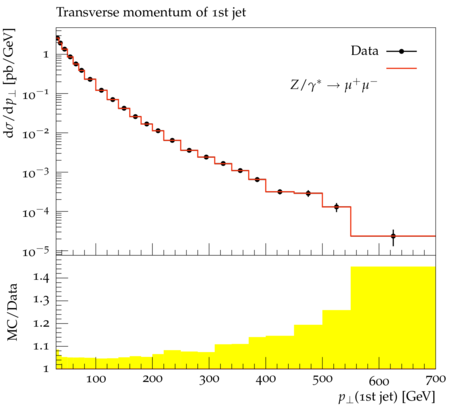 Transverse momentum of 1st jet
dσ/dp⊥ [pb/GeV]
Data
Z/γ* → μ+μ−
1
10−1
10−2
10−3
10−4
10−5
MC/Data
1.4
1.3
1.2
1.1
1
100 200 300 400 500 600 700
p⊥(1st jet) [GeV]